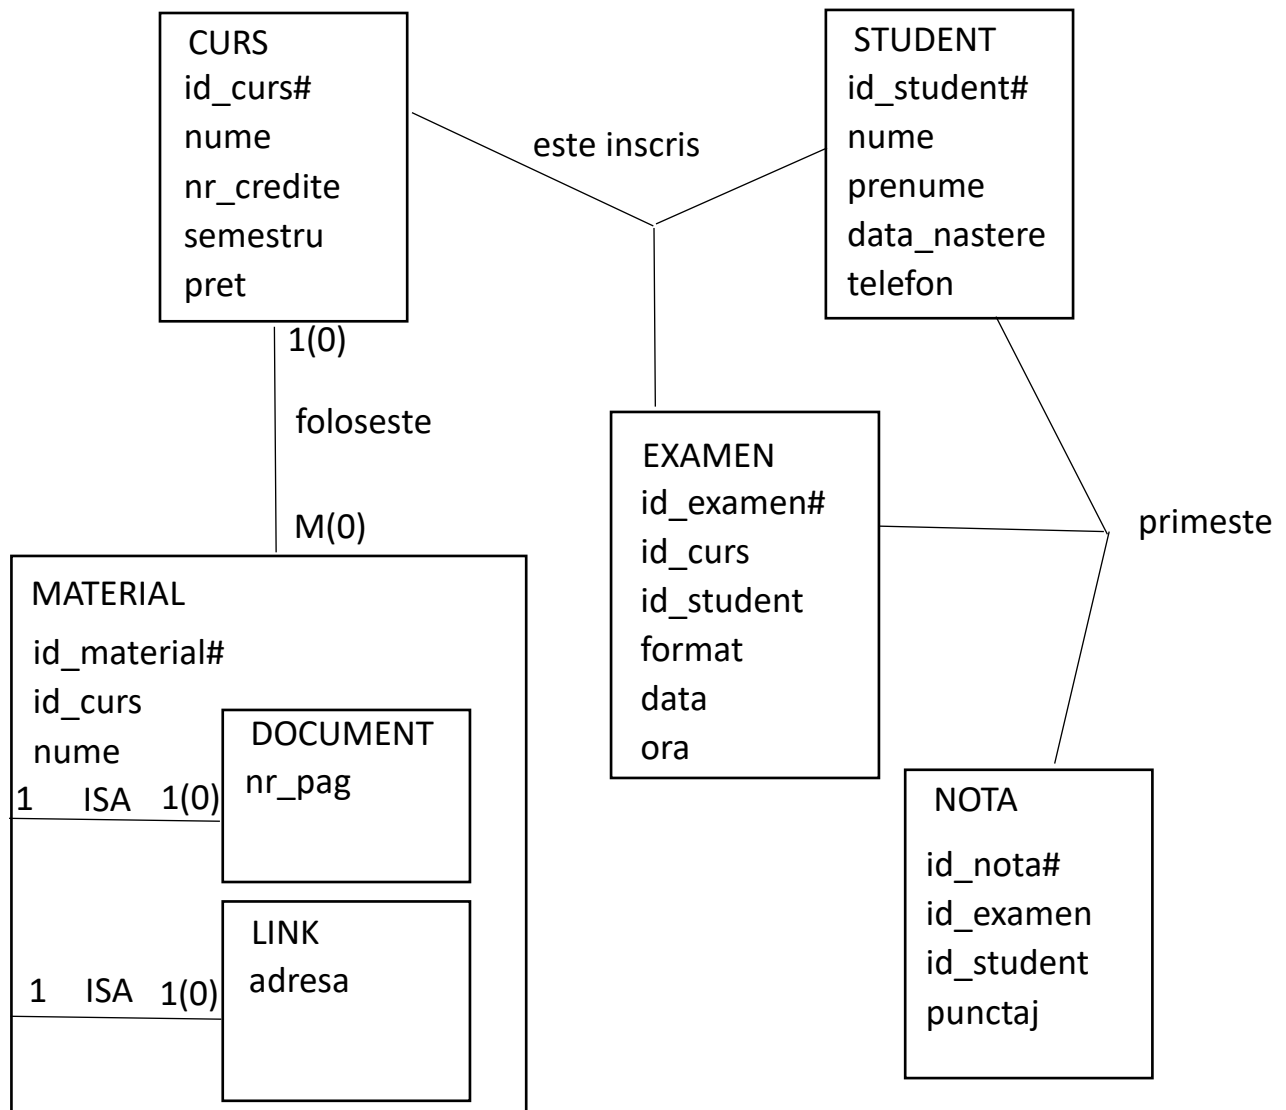 CURS
id_curs#
nume
nr_credite
semestru
pret
este inscris
STUDENT
id_student#
nume
prenume
data_nastere
telefon
1(0)
foloseste
M(0)
EXAMEN
id_examen#
id_curs
id_student
format
data
ora
primeste
MATERIAL
id_material#
id_curs
nume
1 ISA 1(0)
DOCUMENT
nr_pag
1 ISA 1(0)
LINK
adresa
NOTA
id_nota#
id_examen
id_student
punctaj